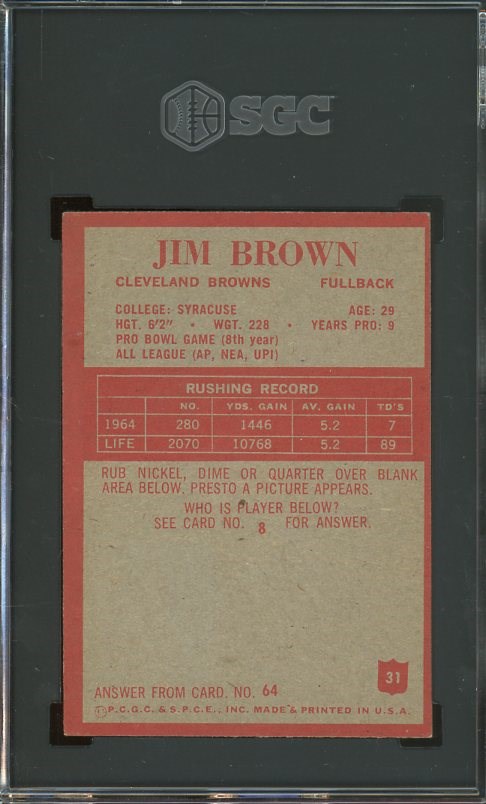 SGC
JIM BROWN
CLEVELAND BROWNS FULLBACK
COLLEGE: SYRACUSE AGE: 29
HGT. 6'2" • WGT. 228 • YEARS PRO: 9
PRO BOWL GAME (8th year)
ALL LEAGUE (AP, NEA, UPI)
RUSHING RECORD
NO. YDS. GAIN AV. GAIN TD'S
1964 280 1446 5.2 7
LIFE 2070 10768 5.2 89
RUB NICKEL, DIME OR QUARTER OVER BLANK
AREA BELOW. PRESTO A PICTURE APPEARS.
WHO IS PLAYER BELOW?
SEE CARD NO. 8 FOR ANSWER.
31
ANSWER FROM CARD. NO. 64
©P.C.G.C. & S.P.C.E., INC. MADE & PRINTED IN U.S.A.